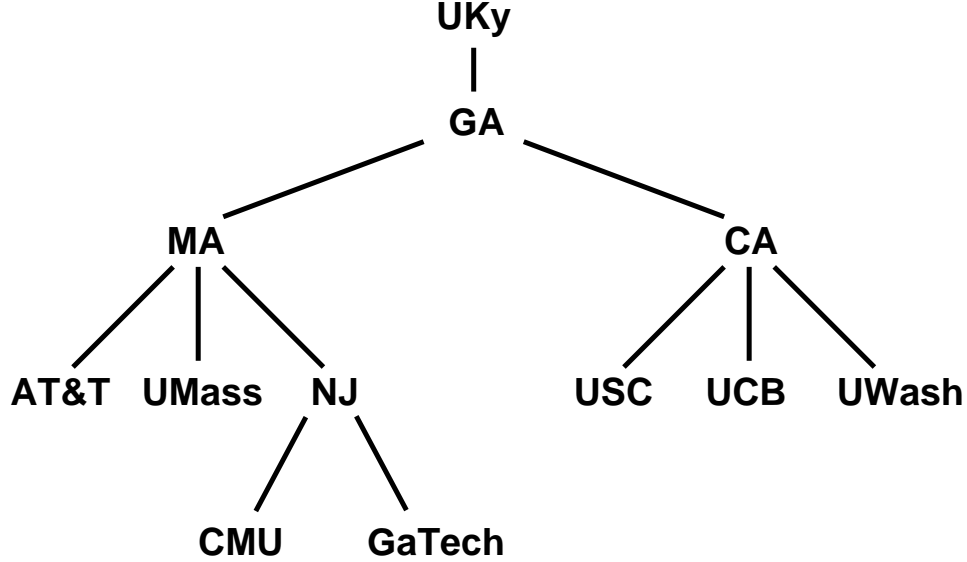 UKy
GA
MA CA
AT&T UMass NJ USC UCB UWash
CMU GaTech